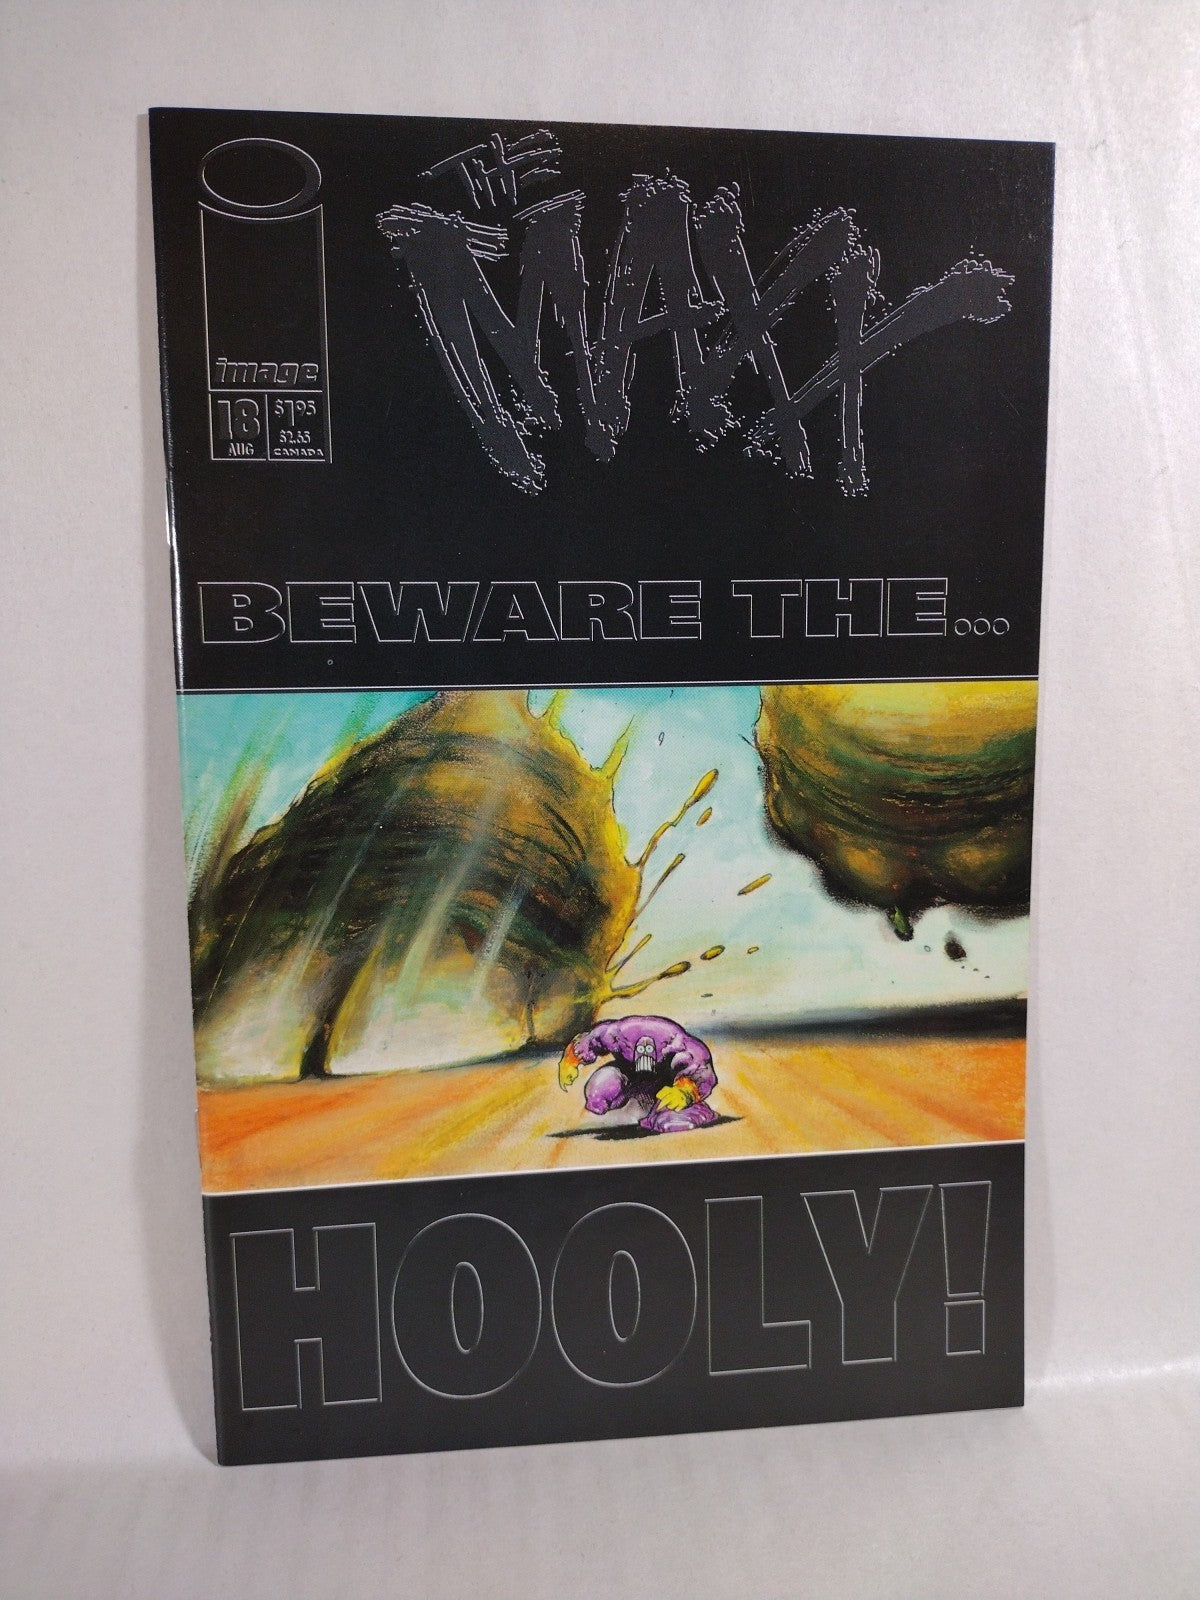 THE
MAXX
image
18
AUG
$1.95
$2.55
CANADA
BEWARE THE...
HOOLY!